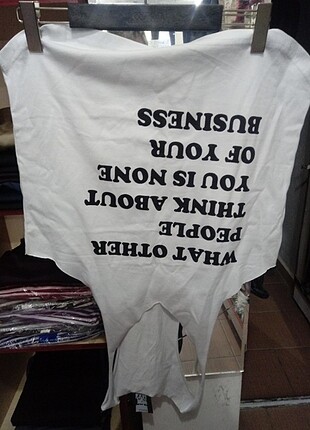 WHAT OTHER
PEOPLE
THINK ABOUT
YOU IS NONE
OF YOUR
BUSINESS